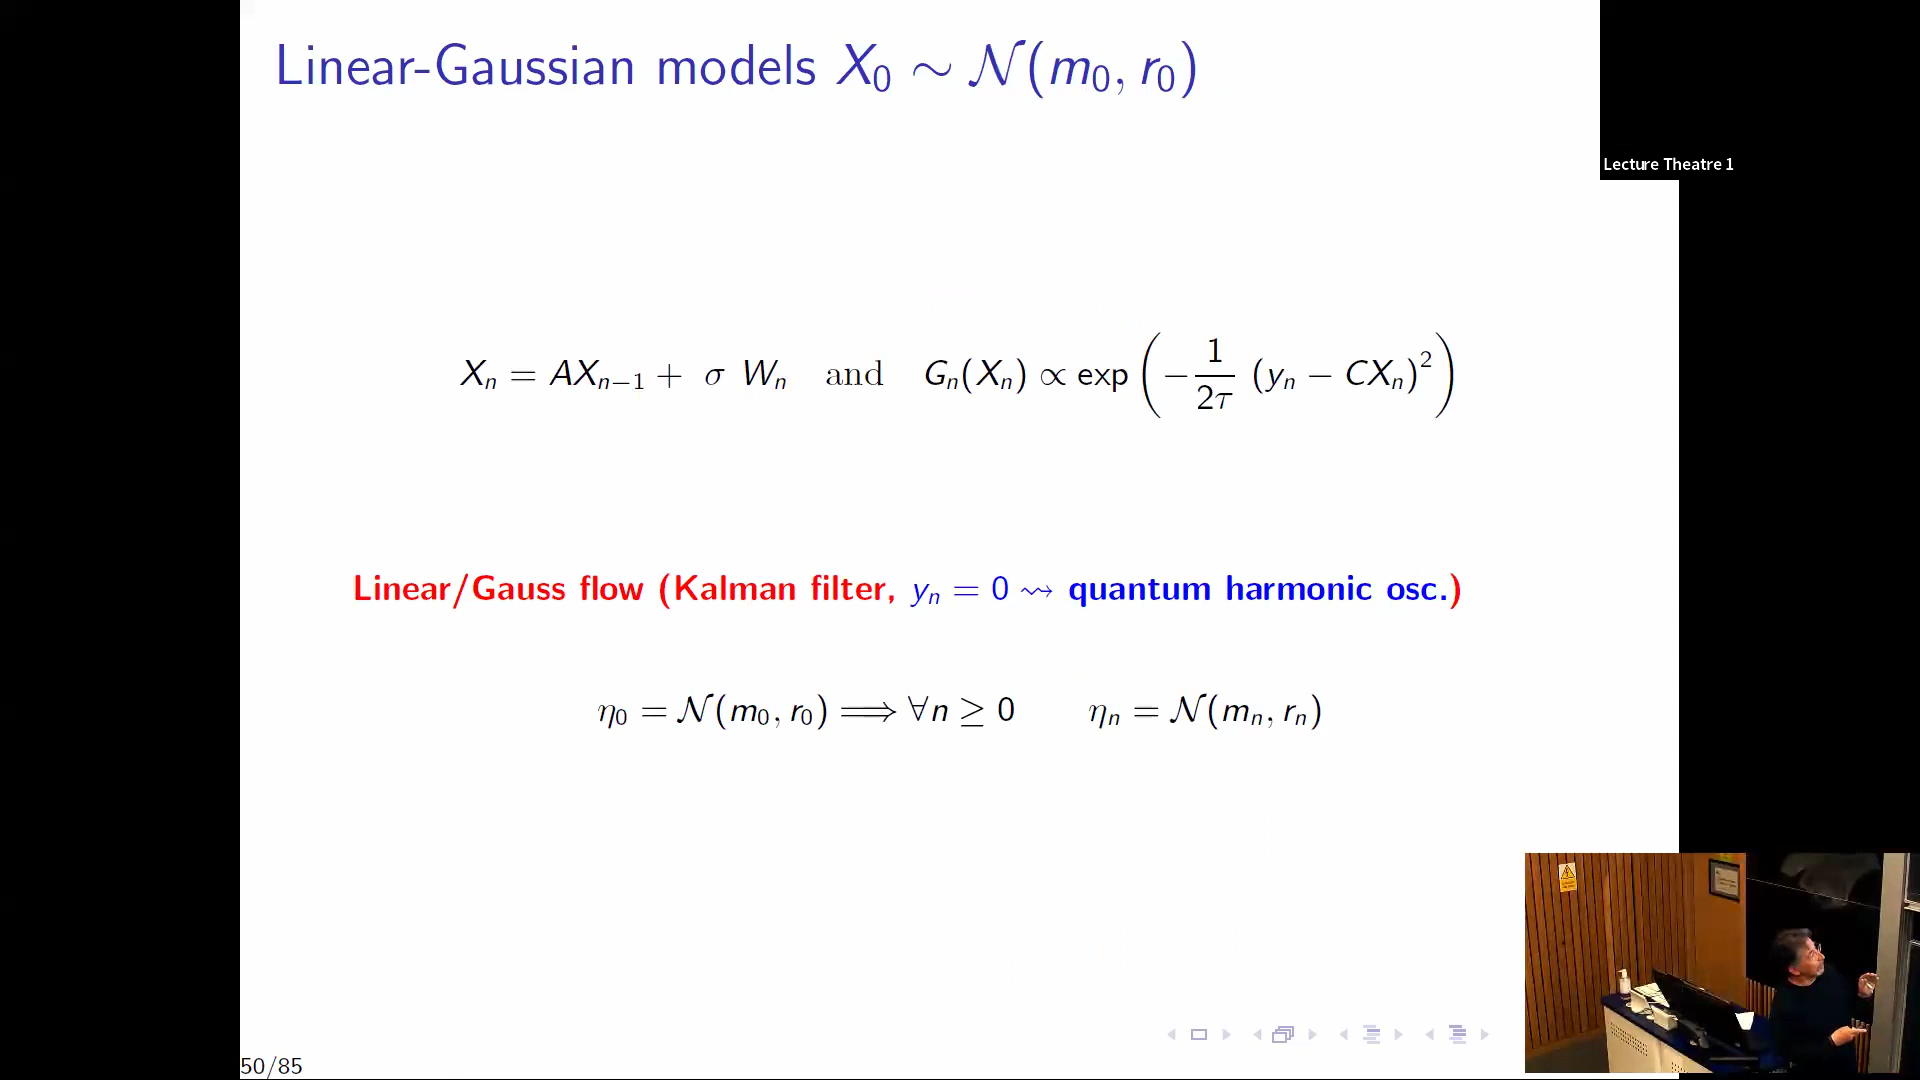 Linear-Gaussian models X₀ ∼ 𝒩(m₀, r₀)
Lecture Theatre 1
Xₙ = AXₙ₋₁ + σ Wₙ and Gₙ(Xₙ) ∝ exp(−1/2τ (yₙ − CXₙ)²)
Linear/Gauss flow (Kalman filter, yₙ = 0 ⇝ quantum harmonic osc.)
η₀ = 𝒩(m₀, r₀) ⟹ ∀n ≥ 0 ηₙ = 𝒩(mₙ, rₙ)
50/85